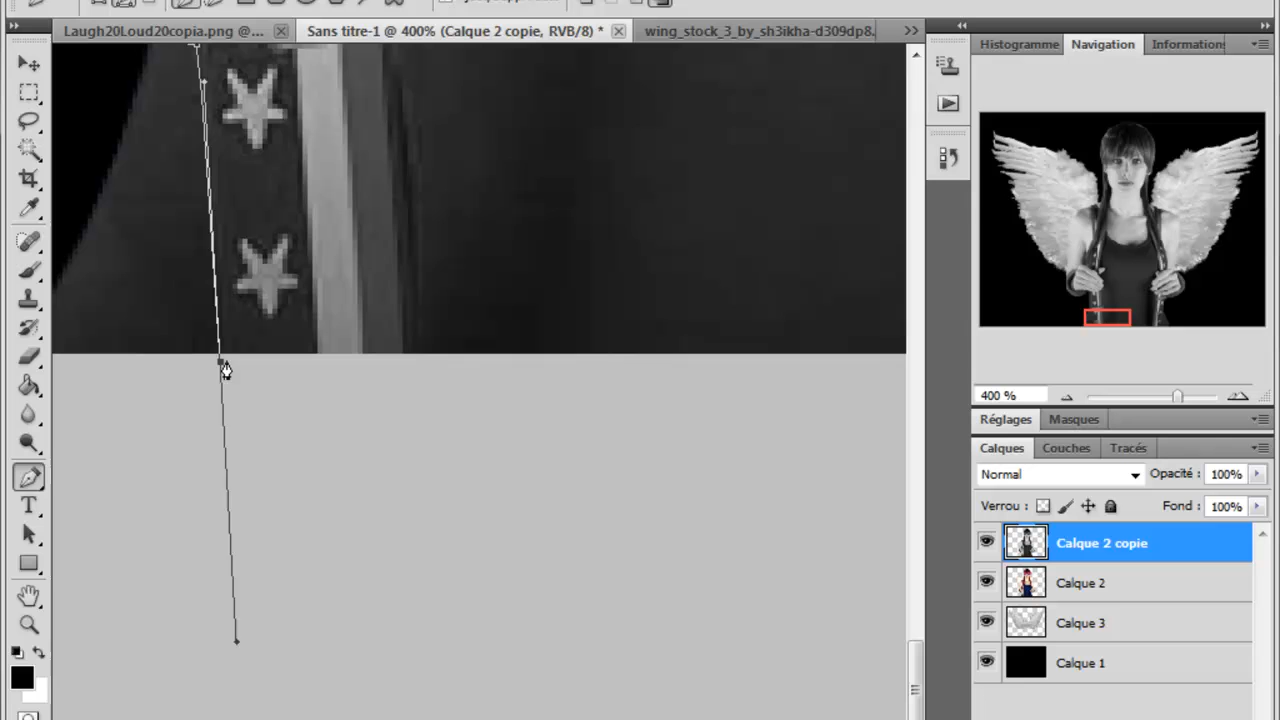 Laugh20Loud20copia.png @...
Sans titre-1 @ 400% (Calque 2 copie, RVB/8) *
wing_stock_3_by_sh3ikha-d309dp8.
Histogramme
Navigation
Informations
400 %
Réglages
Masques
Calques
Couches
Tracés
Normal
Opacité :
100%
Verrou :
Fond :
100%
Calque 2 copie
Calque 2
Calque 3
Calque 1
T